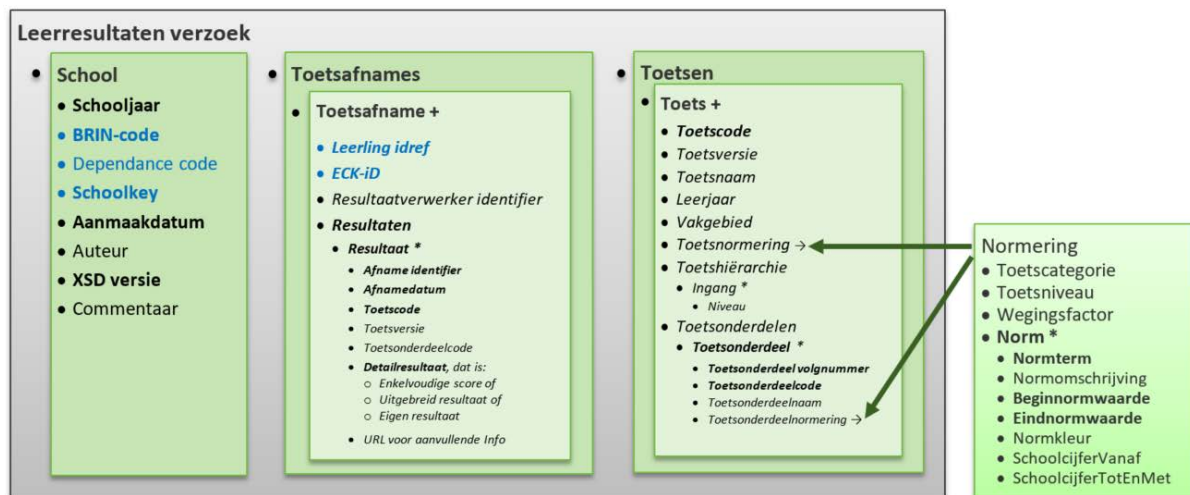 Leerresultaten verzoek
• School
• Schooljaar
• BRIN-code
• Dependance code
• Schoolkey
• Aanmaakdatum
• Auteur
• XSD versie
• Commentaar
• Toetsafnames
• Toetsafname +
• Leerling idref
• ECK-iD
• Resultaatverwerker identifier
• Resultaten
• Resultaat *
• Afname identifier
• Afnamedatum
• Toetscode
• Toetsversie
• Toetsonderdeelcode
• Detailresultaat, dat is:
○ Enkelvoudige score of
○ Uitgebreid resultaat of
○ Eigen resultaat
• URL voor aanvullende Info
• Toetsen
• Toets +
• Toetscode
• Toetsversie
• Toetsnaam
• Leerjaar
• Vakgebied
• Toetsnormering →
• Toetshiërarchie
• Ingang *
• Niveau
• Toetsonderdelen
• Toetsonderdeel *
• Toetsonderdeel volgnummer
• Toetsonderdeelcode
• Toetsonderdeelnaam
• Toetsonderdeelnormering →
Normering
• Toetscategorie
• Toetsniveau
• Wegingsfactor
• Norm *
• Normterm
• Normomschrijving
• Beginnormwaarde
• Eindnormwaarde
• Normkleur
• SchoolcijferVanaf
• SchoolcijferTotEnMet